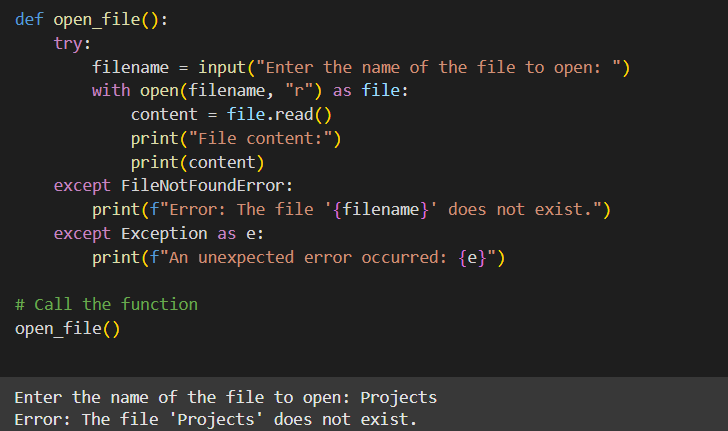 def open_file():
    try:
        filename = input("Enter the name of the file to open: ")
        with open(filename, "r") as file:
            content = file.read()
            print("File content:")
            print(content)
    except FileNotFoundError:
        print(f"Error: The file '{filename}' does not exist.")
    except Exception as e:
        print(f"An unexpected error occurred: {e}")

# Call the function
open_file()

Enter the name of the file to open: Projects
Error: The file 'Projects' does not exist.